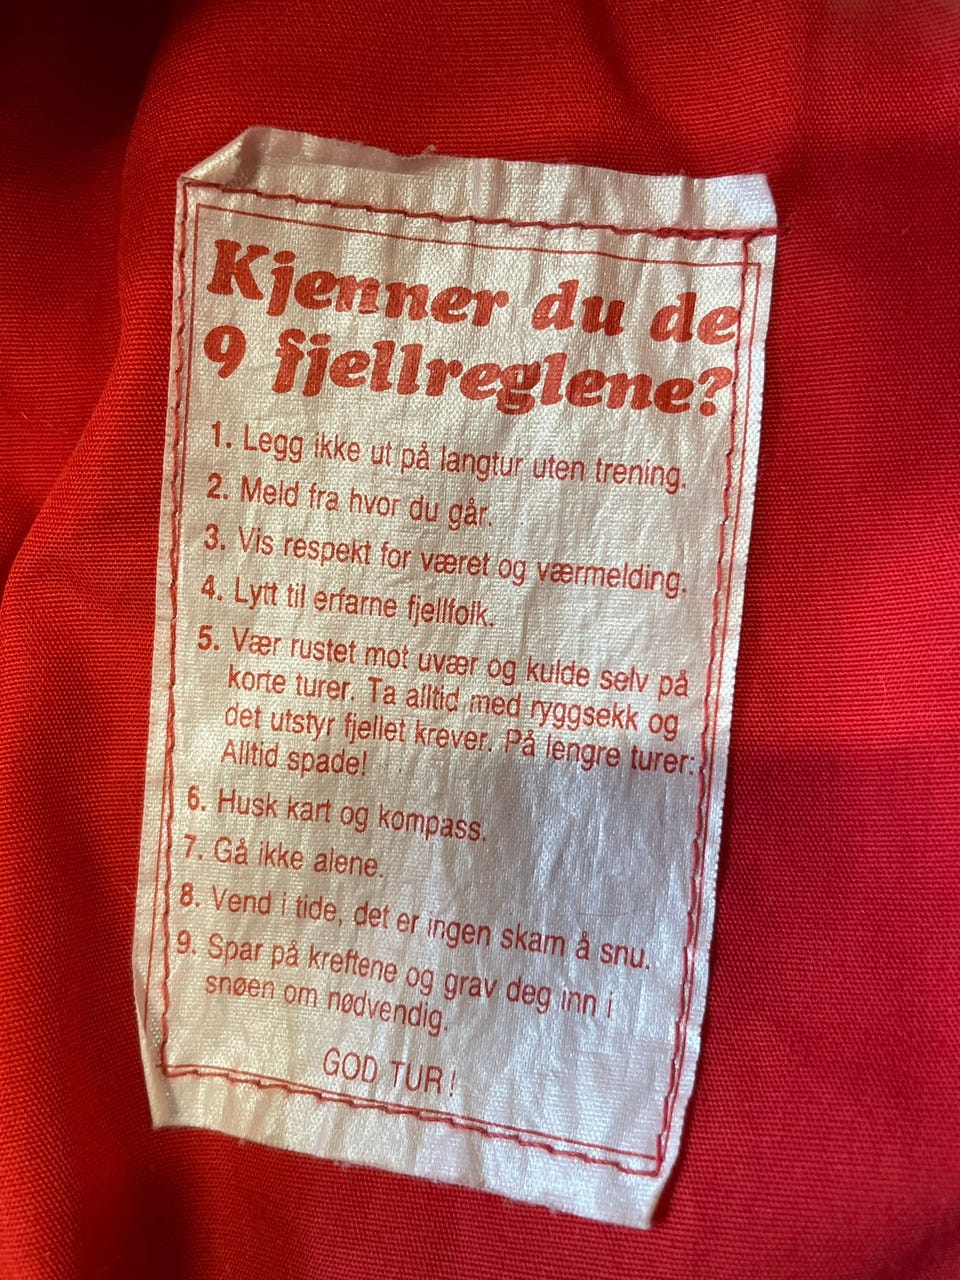 Kjenner du de
9 fjellreglene?
1. Legg ikke ut på langtur uten trening.
2. Meld fra hvor du går.
3. Vis respekt for været og værmelding.
4. Lytt til erfarne fjellfolk.
5. Vær rustet mot uvær og kulde selv på
korte turer. Ta alltid med ryggsekk og
det utstyr fjellet krever. På lengre turer:
Alltid spade!
6. Husk kart og kompass.
7. Gå ikke alene.
8. Vend i tide, det er ingen skam å snu.
9. Spar på kreftene og grav deg inn i
snøen om nødvendig.
GOD TUR!